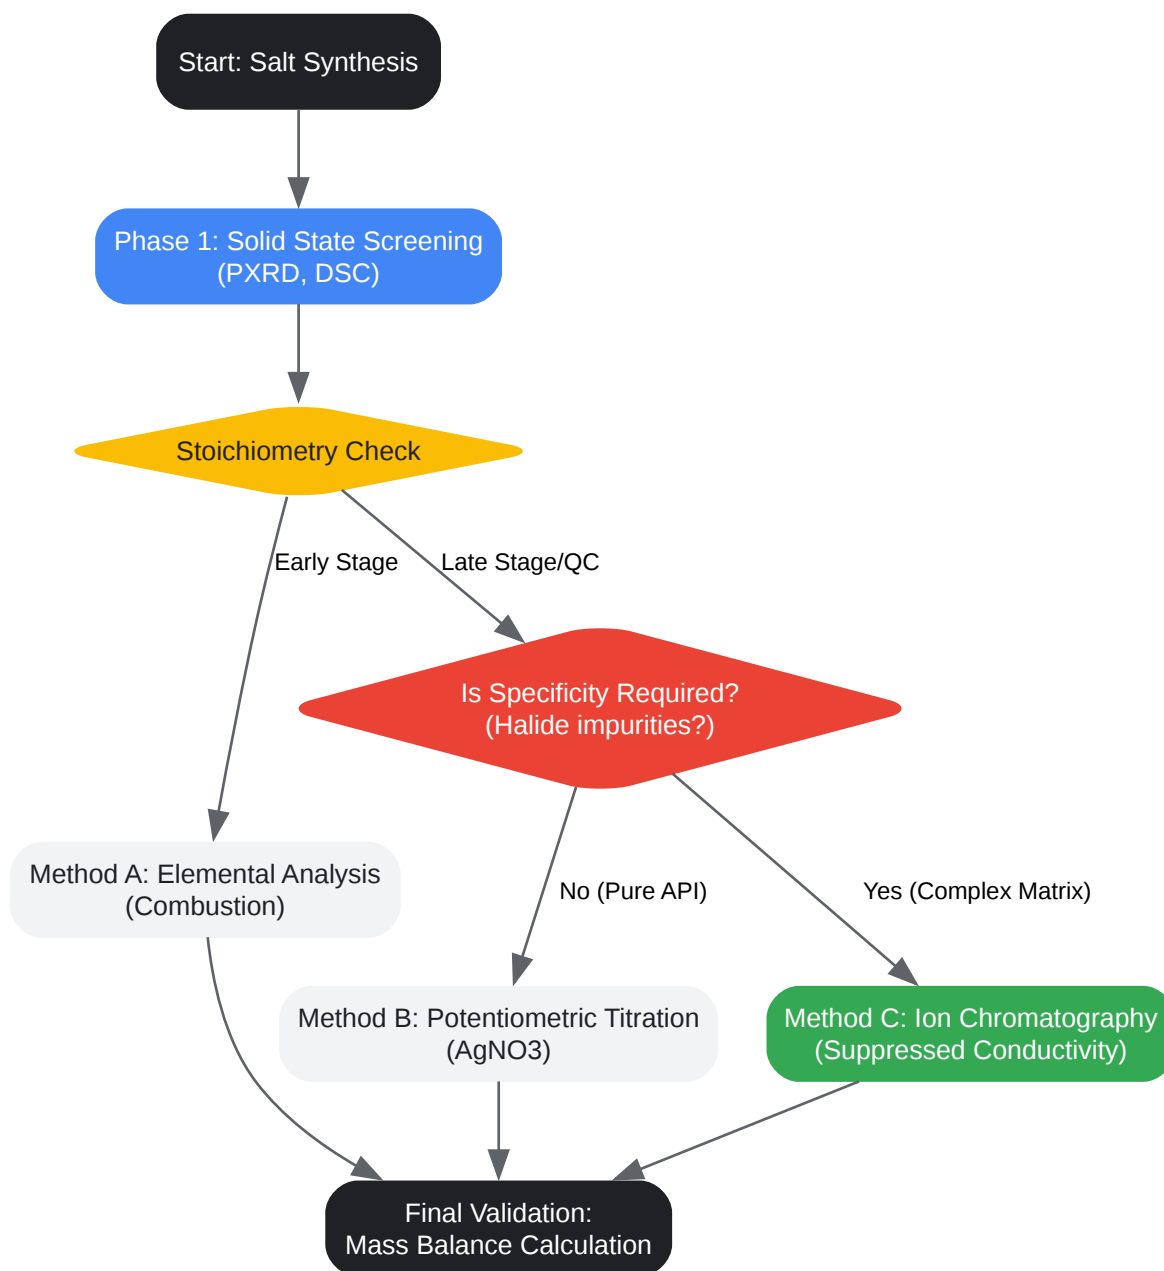 Start: Salt Synthesis
Phase 1: Solid State Screening
(PXRD, DSC)
Stoichiometry Check
Early Stage
Late Stage/QC
Is Specificity Required?
(Halide impurities?)
Method A: Elemental Analysis
(Combustion)
No (Pure API)
Yes (Complex Matrix)
Method B: Potentiometric Titration
(AgNO3)
Method C: Ion Chromatography
(Suppressed Conductivity)
Final Validation:
Mass Balance Calculation